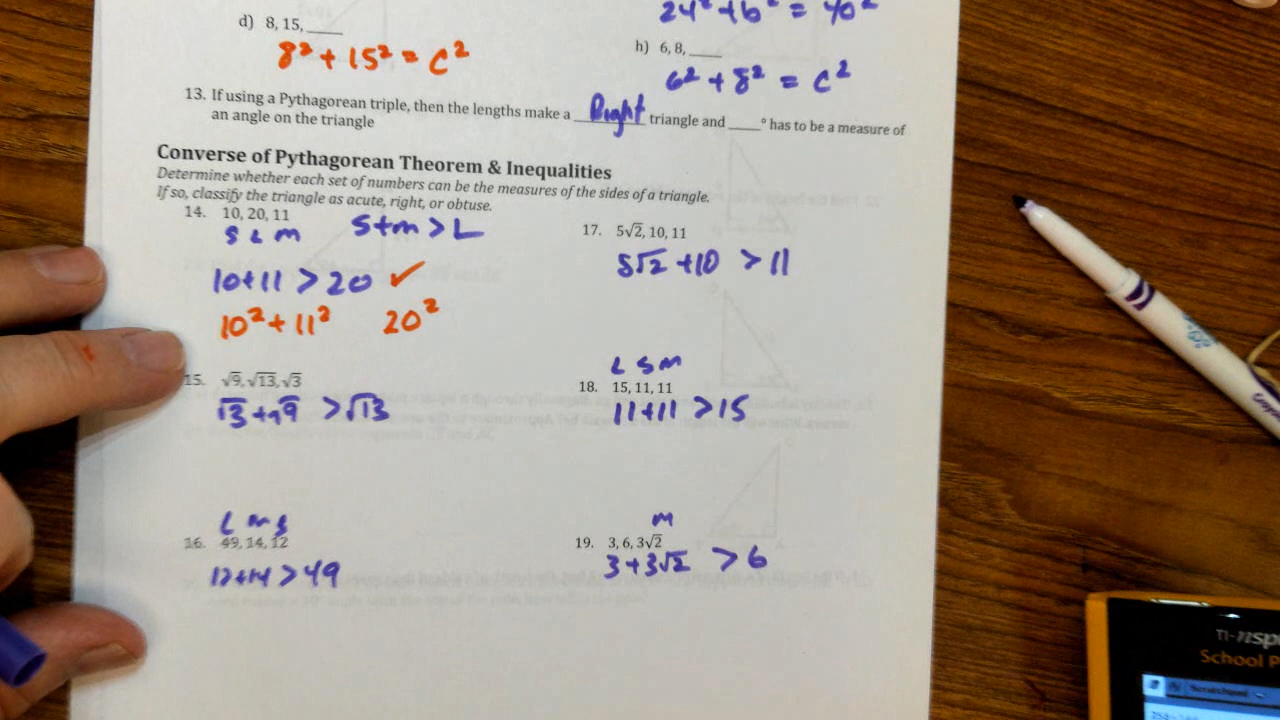 24² + b² = 40²
d) 8, 15, ____
8² + 15² = c²
h) 6, 8, ____
6² + 8² = c²
13. If using a Pythagorean triple, then the lengths make a Right triangle and ____° has to be a measure of
an angle on the triangle
Converse of Pythagorean Theorem & Inequalities
Determine whether each set of numbers can be the measures of the sides of a triangle.
If so, classify the triangle as acute, right, or obtuse.
14. 10, 20, 11
S L M
S+m > L
10+11 > 20 ✓
10² + 11² 20²
17. 5√2, 10, 11
5√2 + 10 > 11
15. √9, √13, √3
√3 + √9 > √13
L S M
18. 15, 11, 11
11+11 > 15
L M S
16. 49, 14, 12
12+14 > 49
M
19. 3, 6, 3√2
3 + 3√2 > 6
TI-nsp
School P
Scratchpad